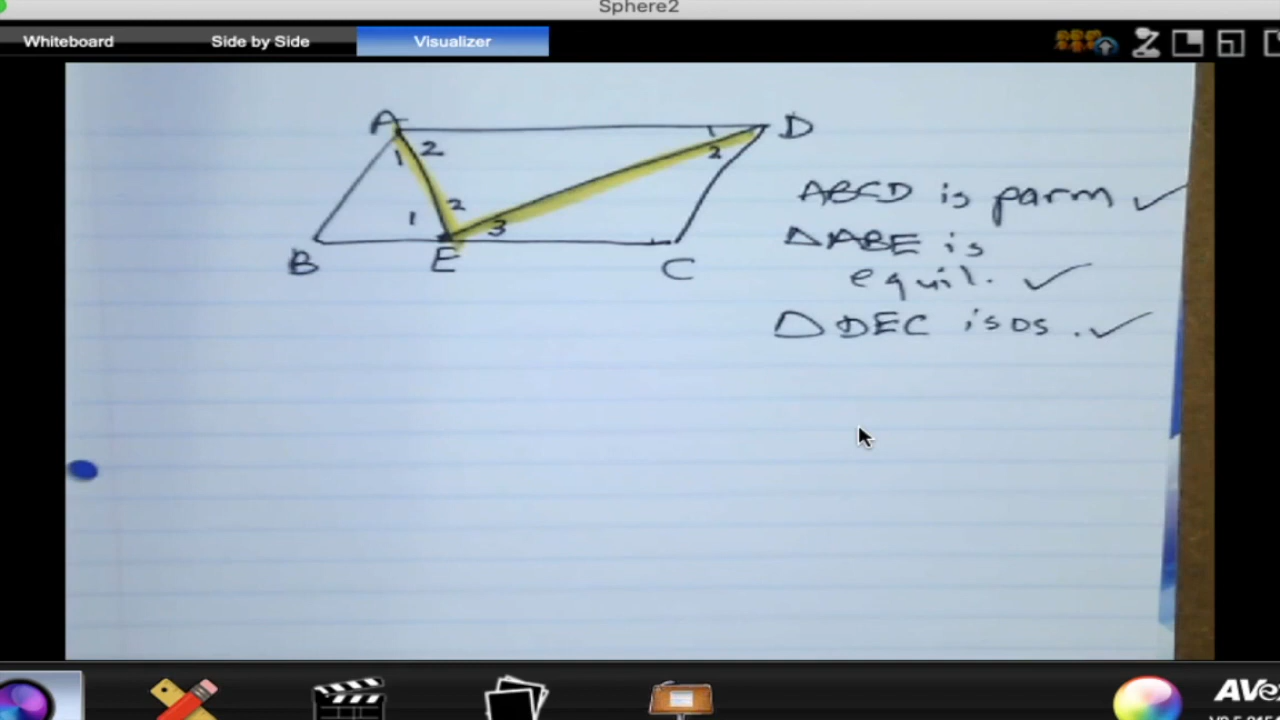 Sphere2
Whiteboard Side by Side Visualizer
A D
1 2 1 2
ABCD is parm ✓
1 2 3
△ABE is
B E C
equil. ✓
△DEC isos. ✓